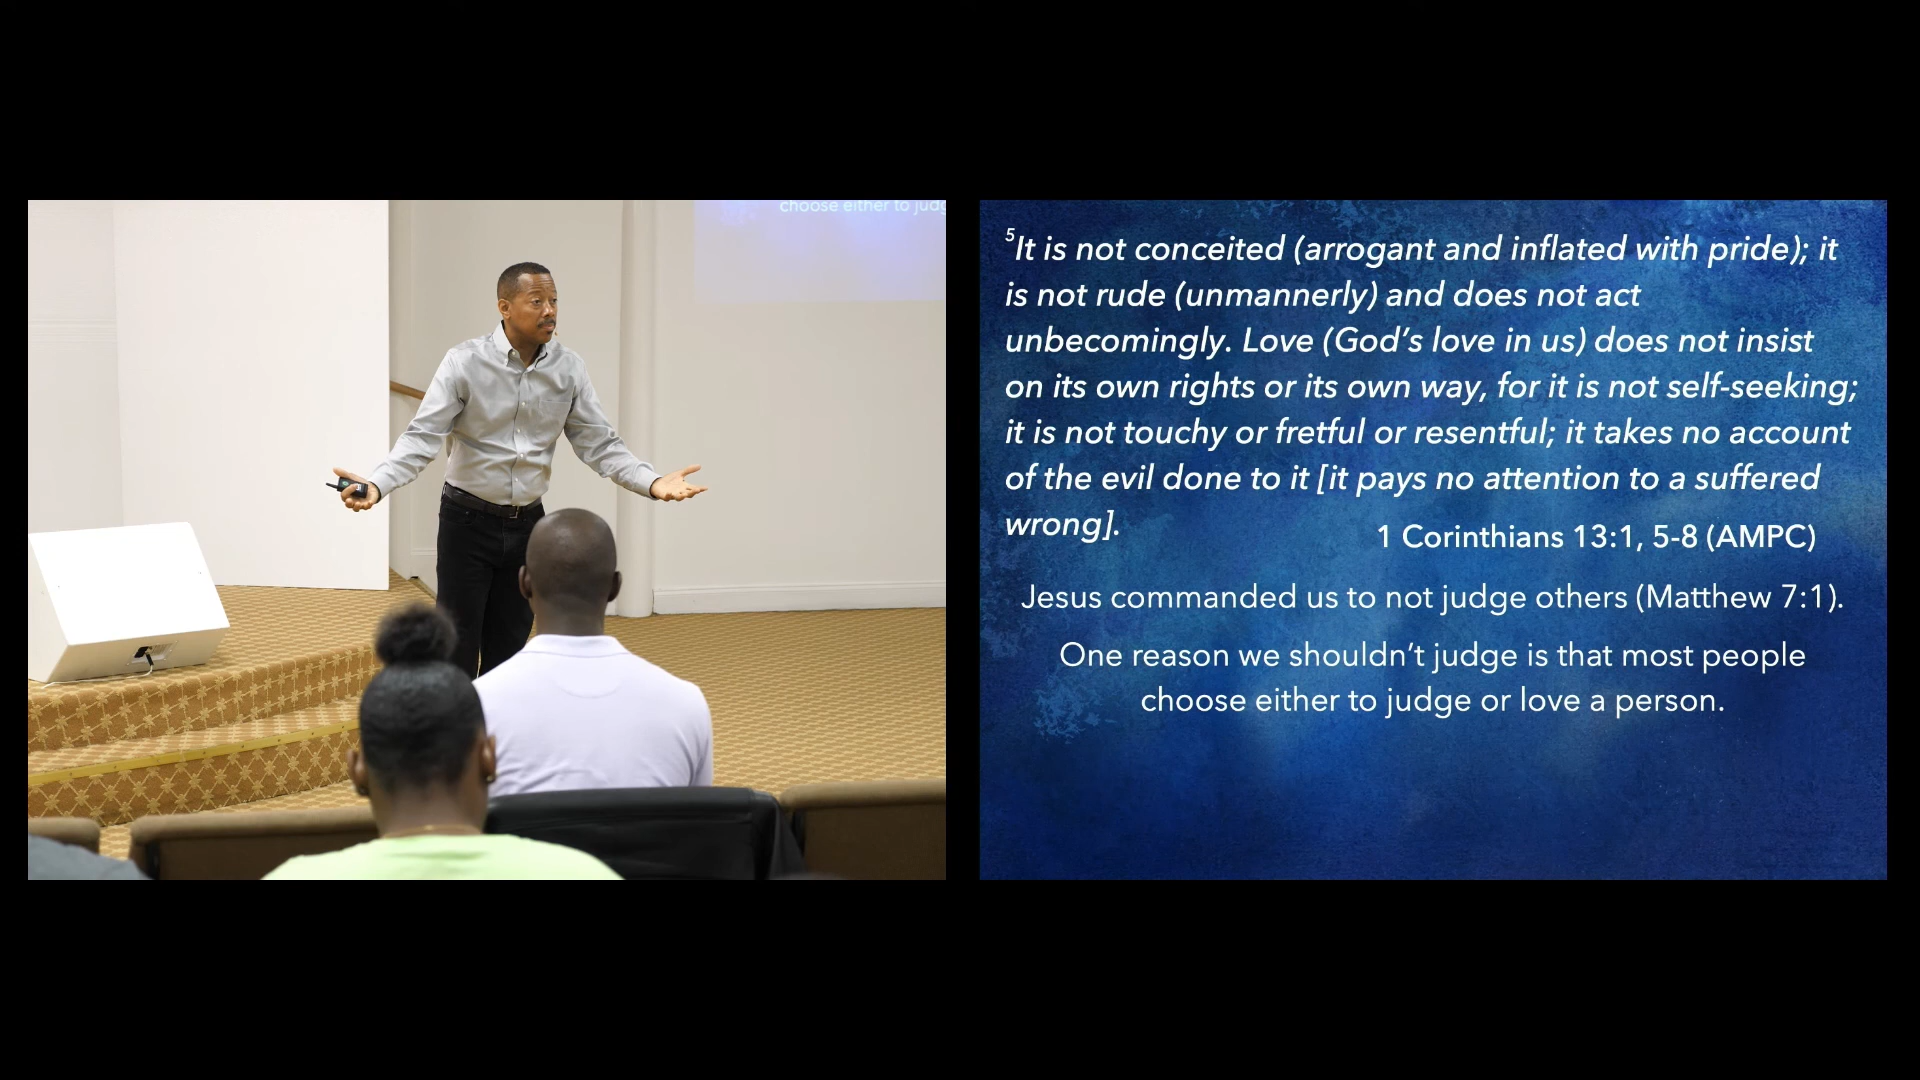 choose either to judg
⁵It is not conceited (arrogant and inflated with pride); it
is not rude (unmannerly) and does not act
unbecomingly. Love (God’s love in us) does not insist
on its own rights or its own way, for it is not self-seeking;
it is not touchy or fretful or resentful; it takes no account
of the evil done to it [it pays no attention to a suffered
wrong].
1 Corinthians 13:1, 5-8 (AMPC)
Jesus commanded us to not judge others (Matthew 7:1).
One reason we shouldn’t judge is that most people
choose either to judge or love a person.